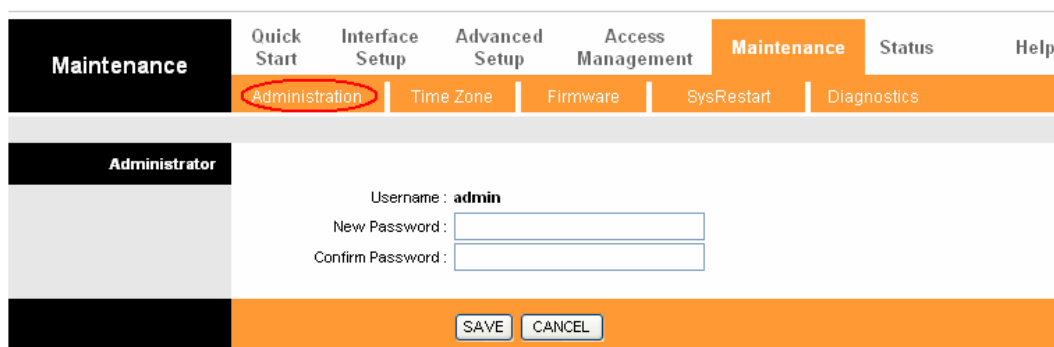 Maintenance
Quick Start
Interface Setup
Advanced Setup
Access Management
Maintenance
Status
Help
Administration
Time Zone
Firmware
SysRestart
Diagnostics
Administrator
Username : admin
New Password :
Confirm Password :
SAVE CANCEL